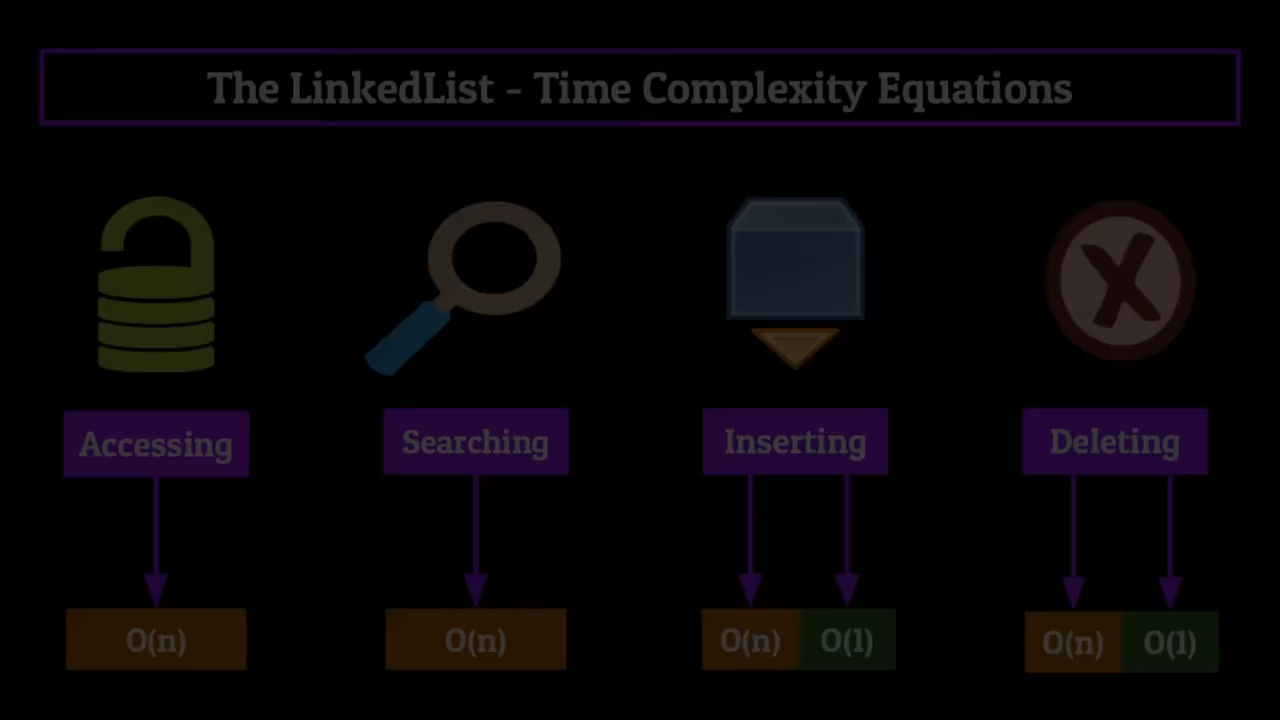 The LinkedList - Time Complexity Equations
Accessing
Searching
Inserting
Deleting
O(n)
O(n)
O(n)
O(1)
O(n)
O(1)